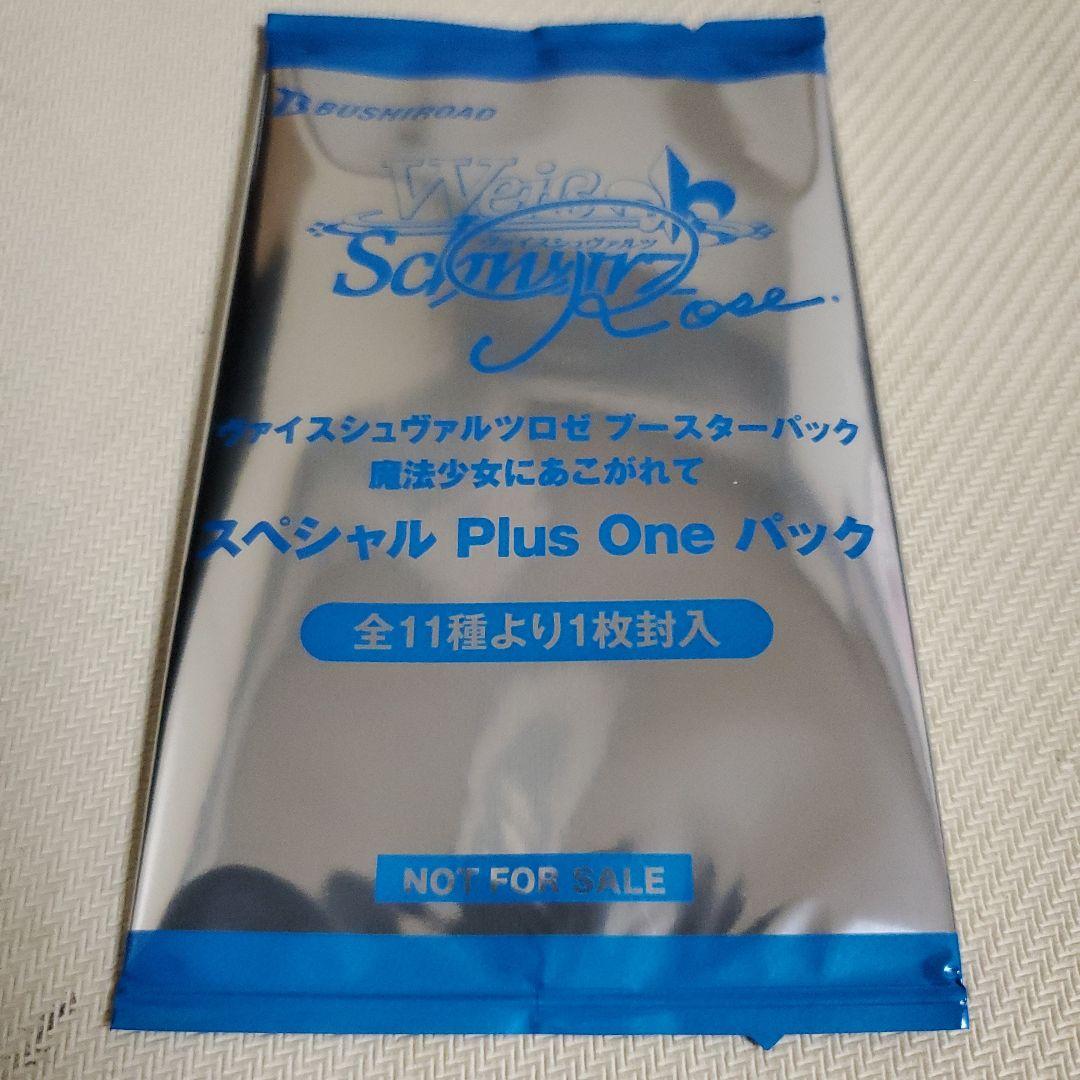 BUSHIROAD
Weiß
ヴァイスシュヴァルツ
Schwarz
Rose
ヴァイスシュヴァルツロゼ ブースターパック
魔法少女にあこがれて
スペシャル Plus One パック
全11種より1枚封入
NOT FOR SALE